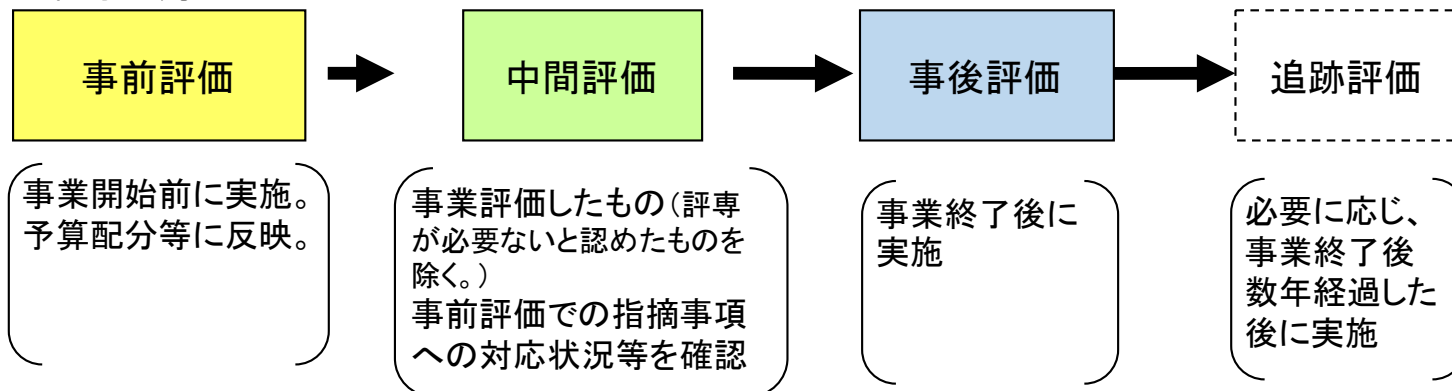 事前評価
中間評価
事後評価
追跡評価
事業開始前に実施。
予算配分等に反映。
事業評価したもの（評専
が必要ないと認めたものを
除く。）
事前評価での指摘事項
への対応状況等を確認
事業終了後に
実施
必要に応じ、
事業終了後
数年経過した
後に実施